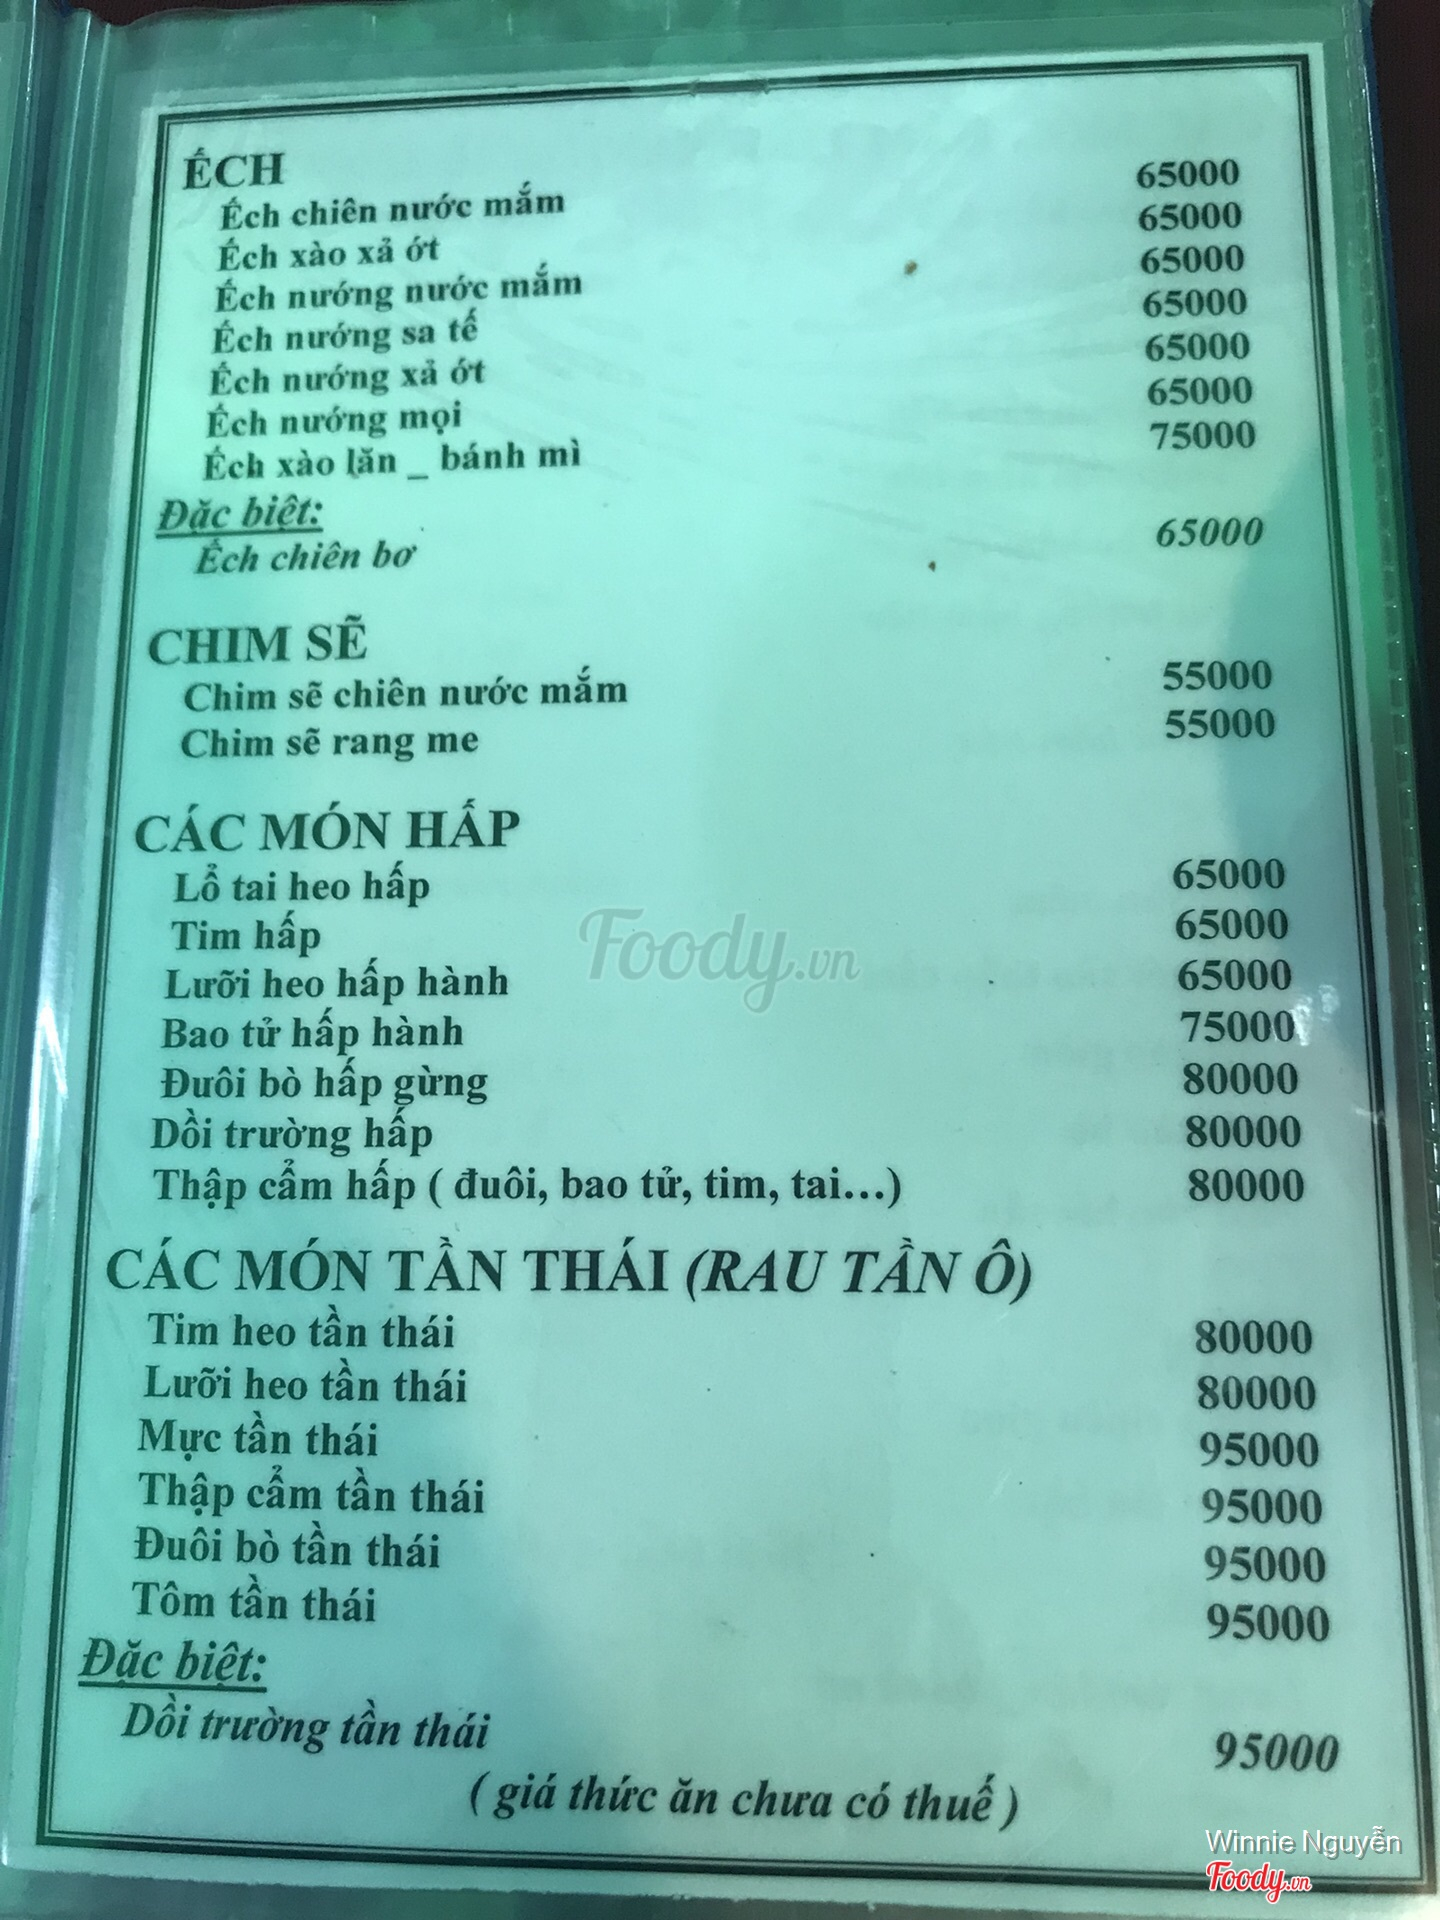 ẾCH
Ếch chiên nước mắm 65000
Ếch xào xả ớt 65000
Ếch nướng nước mắm 65000
Ếch nướng sa tế 65000
Ếch nướng xả ớt 65000
Ếch nướng mọi 65000
Ếch xào lăn _ bánh mì 75000
Đặc biệt:
Ếch chiên bơ 65000
CHIM SẼ
Chim sẽ chiên nước mắm 55000
Chim sẽ rang me 55000
CÁC MÓN HẤP
Lổ tai heo hấp 65000
Tim hấp 65000
Lưỡi heo hấp hành 65000
Bao tử hấp hành 75000
Đuôi bò hấp gừng 80000
Dồi trường hấp 80000
Thập cẩm hấp ( đuôi, bao tử, tim, tai...) 80000
Foody.vn
CÁC MÓN TẦN THÁI (RAU TẦN Ô)
Tim heo tần thái 80000
Lưỡi heo tần thái 80000
Mực tần thái 95000
Thập cẩm tần thái 95000
Đuôi bò tần thái 95000
Tôm tần thái 95000
Đặc biệt:
Dồi trường tần thái 95000
( giá thức ăn chưa có thuế )
Winnie Nguyễn
Foody.vn